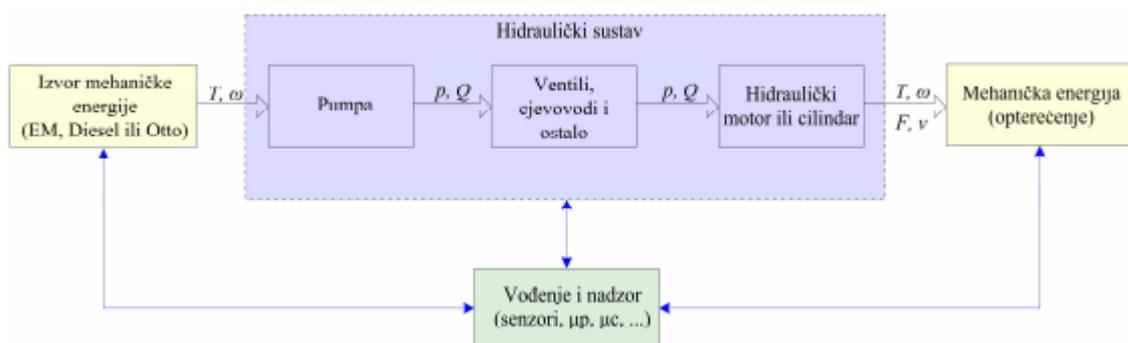 Hidraulički sustav
Izvor mehaničke
energije
(EM, Diesel ili Otto)
T, ω
Pumpa
p, Q
Ventili,
cjevovodi i
ostalo
p, Q
Hidraulički
motor ili cilindar
T, ω
F, v
Mehanička energija
(opterećenje)
Vođenje i nadzor
(senzori, μp, μc, ...)